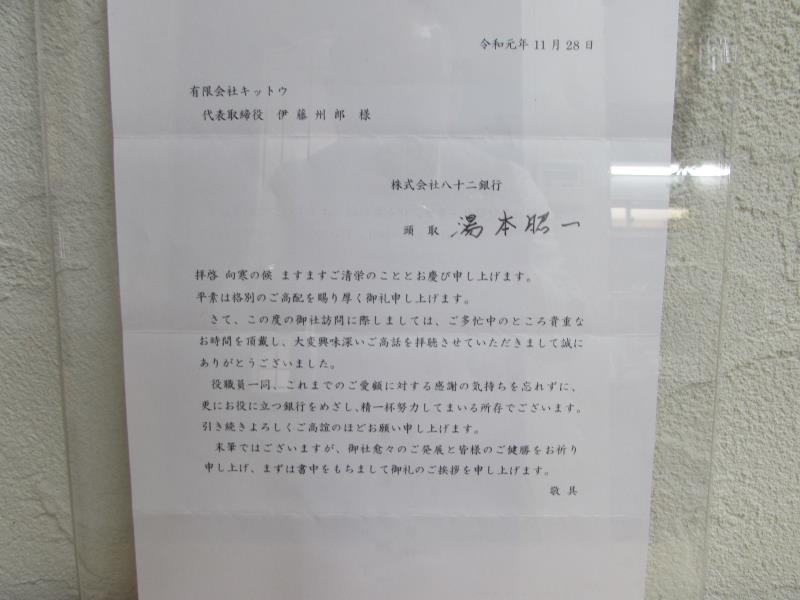 令和元年11月28日
有限会社キットウ
代表取締役 伊藤州郎 様
株式会社八十二銀行
頭取 湯本昭一
拝啓 向寒の候 ますますご清栄のこととお慶び申し上げます。
平素は格別のご高配を賜り厚く御礼申し上げます。
さて、この度の御社訪問に際しましては、ご多忙中のところ貴重な
お時間を頂戴し、大変興味深いご高話を拝聴させていただきまして誠に
ありがとうございました。
役職員一同、これまでのご愛顧に対する感謝の気持ちを忘れずに、
更にお役に立つ銀行をめざし、精一杯努力してまいる所存でございます。
引き続きよろしくご高誼のほどお願い申し上げます。
末筆ではございますが、御社愈々のご発展と皆様のご健勝をお祈り
申し上げ、まずは書中をもちまして御礼のご挨拶を申し上げます。
敬具